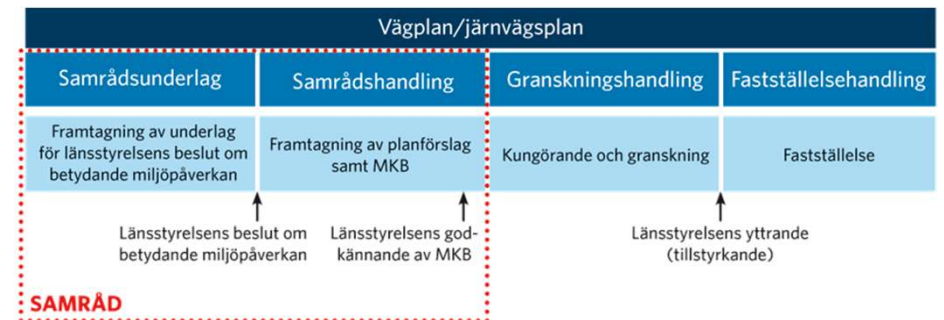 Vägplan/järnvägsplan
Samrådsunderlag
Samrådshandling
Granskningshandling
Fastställelsehandling
Framtagning av underlag
för länsstyrelsens beslut om
betydande miljöpåverkan
Framtagning av planförslag
samt MKB
Kungörande och granskning
Fastställelse
Länsstyrelsens beslut om
betydande miljöpåverkan
Länsstyrelsens god-
kännande av MKB
Länsstyrelsens yttrande
(tillstyrkande)
SAMRÅD